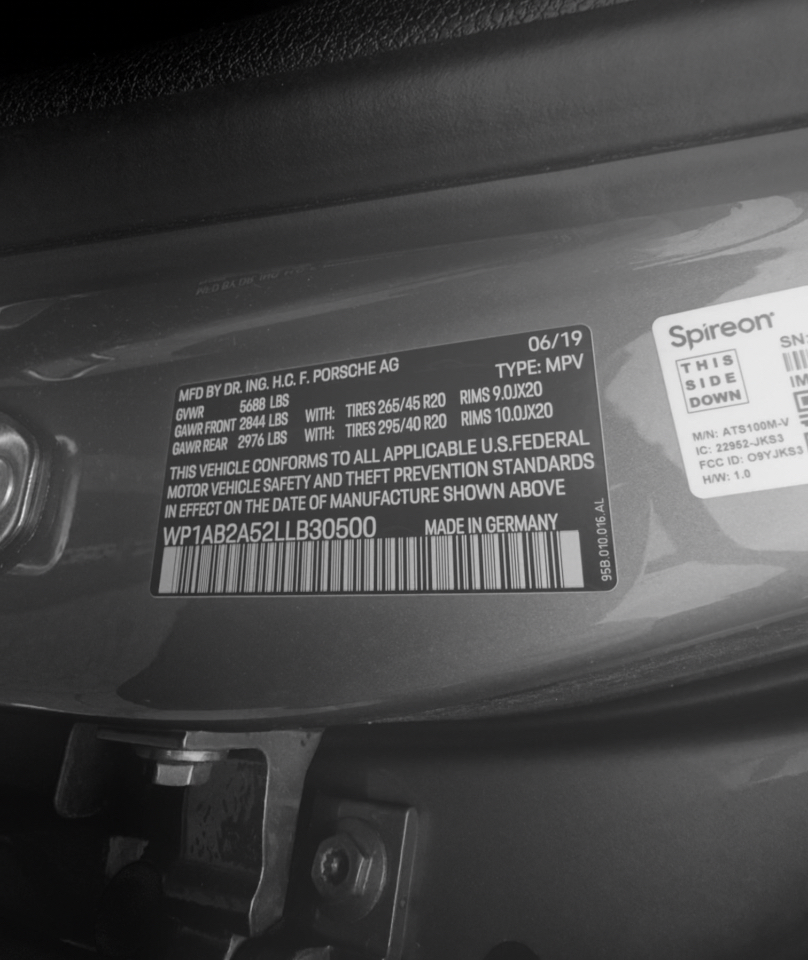 MFD BY DR. ING. H.C. F. PORSCHE AG 06/19
GVWR 5688 LBS TYPE: MPV
GAWR FRONT 2844 LBS WITH: TIRES 265/45 R20 RIMS 9.0JX20
GAWR REAR 2976 LBS WITH: TIRES 295/40 R20 RIMS 10.0JX20
THIS VEHICLE CONFORMS TO ALL APPLICABLE U.S.FEDERAL
MOTOR VEHICLE SAFETY AND THEFT PREVENTION STANDARDS
IN EFFECT ON THE DATE OF MANUFACTURE SHOWN ABOVE
WP1AB2A52LLB30500 MADE IN GERMANY
95B.010.016.AL
Spireon
THIS
SIDE
DOWN
SN:
IM
M/N: ATS100M-V
IC: 22952-JKS3
FCC ID: O9YJKS3
H/W: 1.0